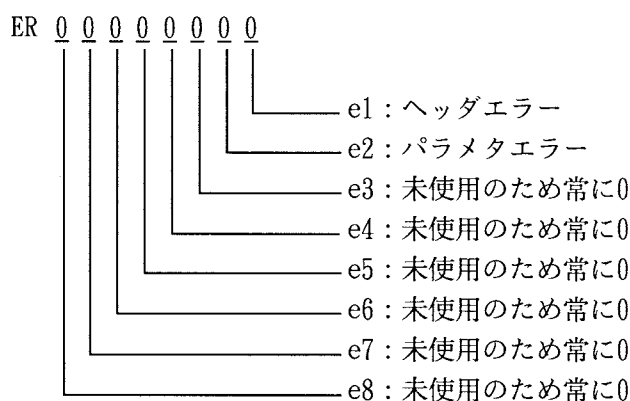 ER 0 0 0 0 0 0 0 0
e1：ヘッダエラー
e2：パラメタエラー
e3：未使用のため常に0
e4：未使用のため常に0
e5：未使用のため常に0
e6：未使用のため常に0
e7：未使用のため常に0
e8：未使用のため常に0